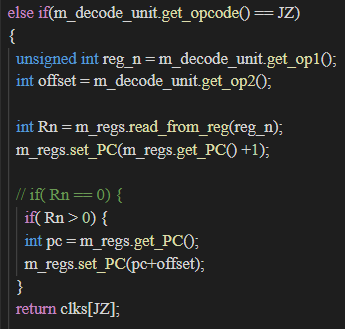 else if(m_decode_unit.get_opcode() == JZ)
{
unsigned int reg_n = m_decode_unit.get_op1();
int offset = m_decode_unit.get_op2();
int Rn = m_regs.read_from_reg(reg_n);
m_regs.set_PC(m_regs.get_PC() +1);
// if( Rn == 0) {
if( Rn > 0) {
int pc = m_regs.get_PC();
m_regs.set_PC(pc+offset);
}
return clks[JZ];